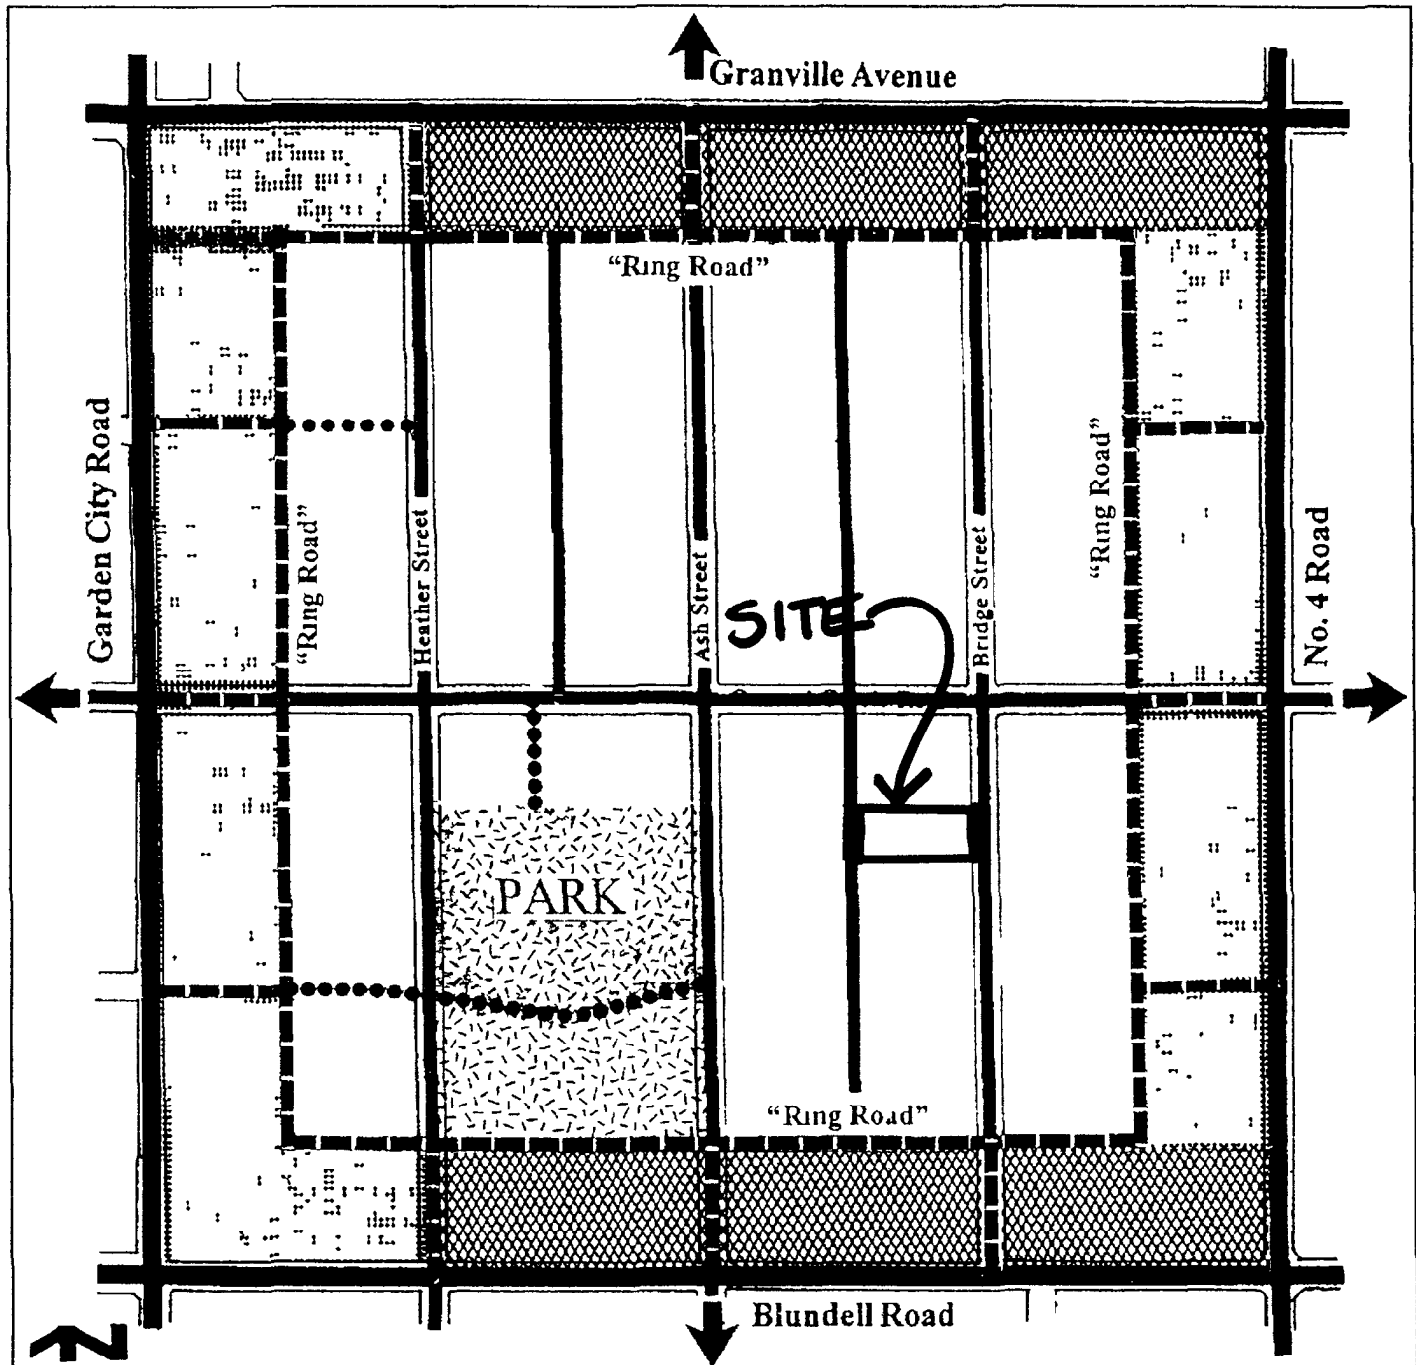 Granville Avenue
“Ring Road”
Garden City Road
“Ring Road”
Heather Street
Ash Street
SITE
Bridge Street
“Ring Road”
No. 4 Road
PARK
“Ring Road”
Blundell Road
N